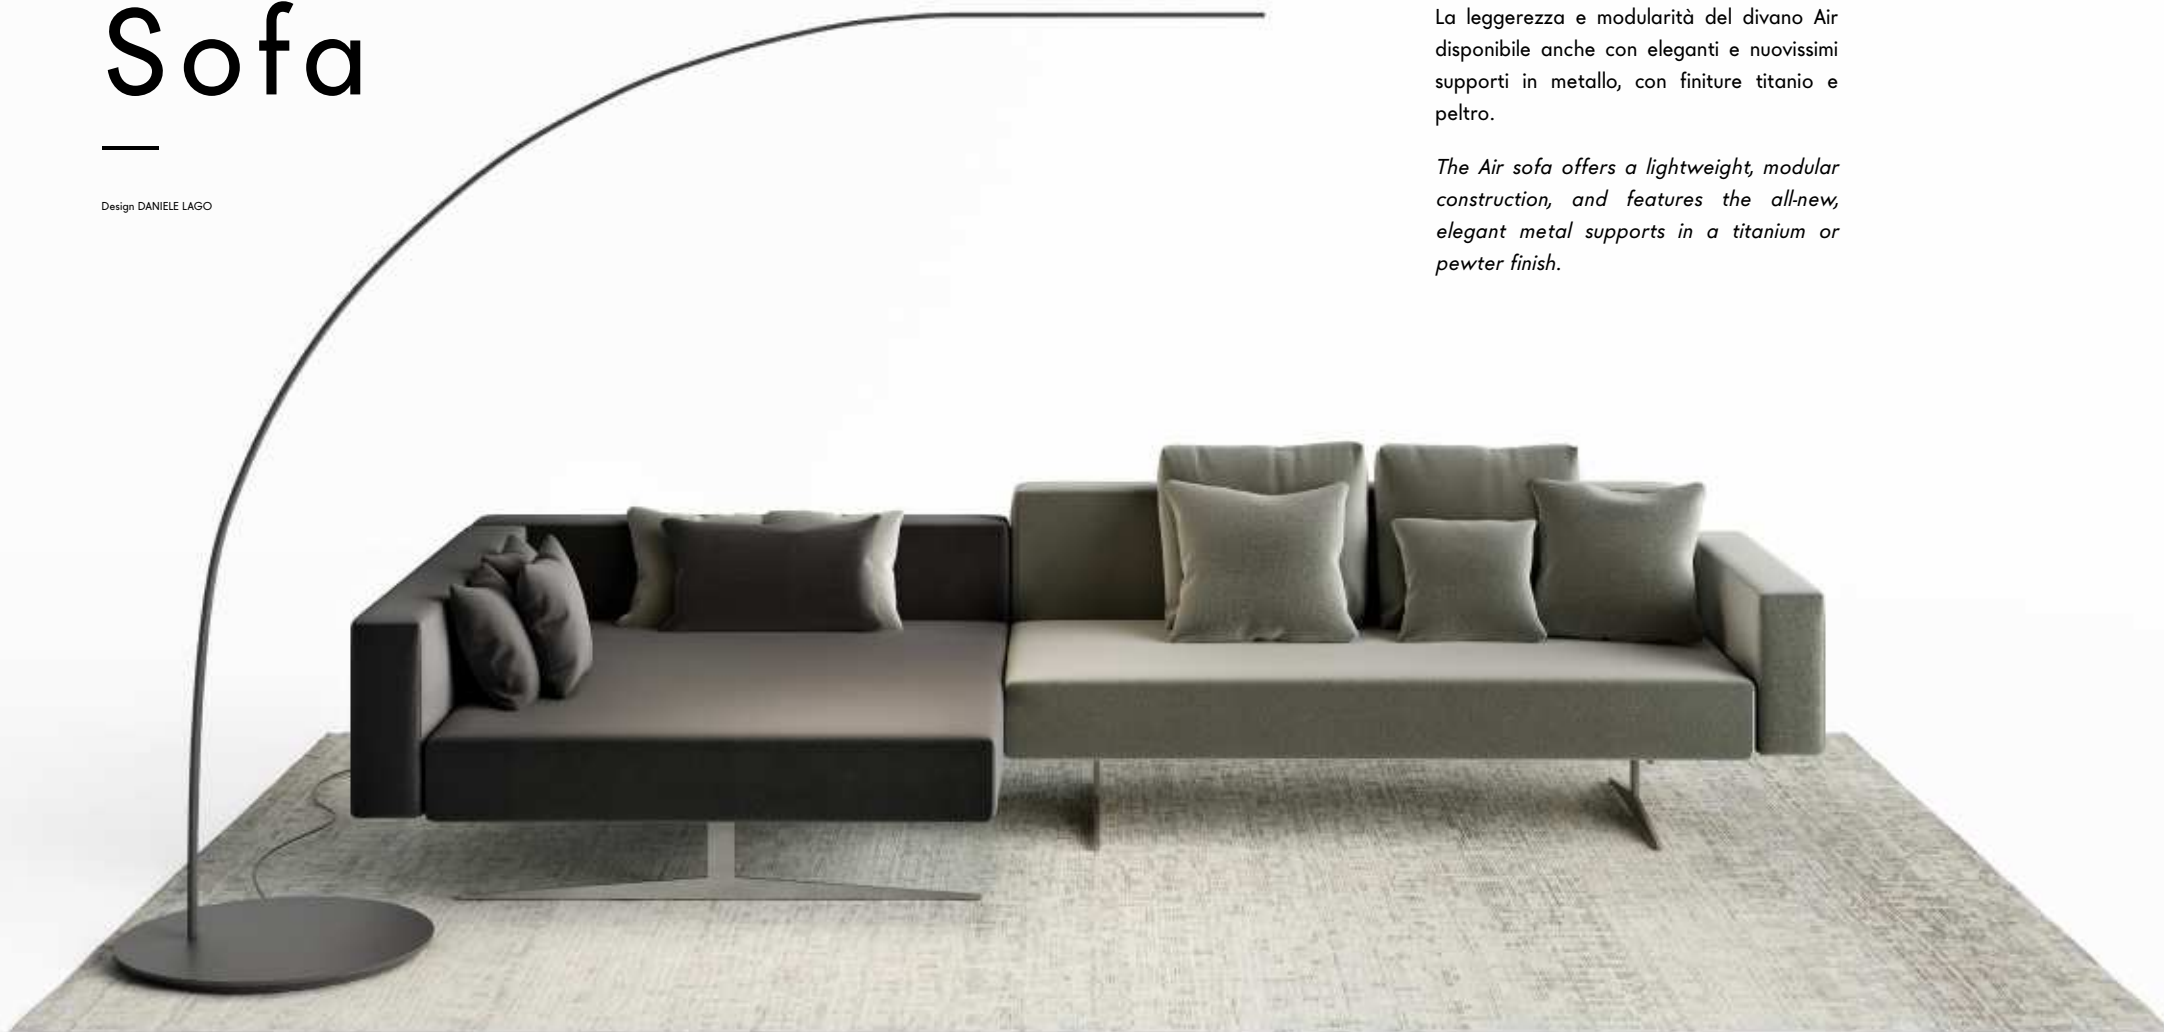 Sofa
Design DANIELE LAGO
La leggerezza e modularità del divano Air
disponibile anche con eleganti e nuovissimi
supporti in metallo, con finiture titanio e
peltro.
The Air sofa offers a lightweight, modular
construction, and features the all-new,
elegant metal supports in a titanium or
pewter finish.